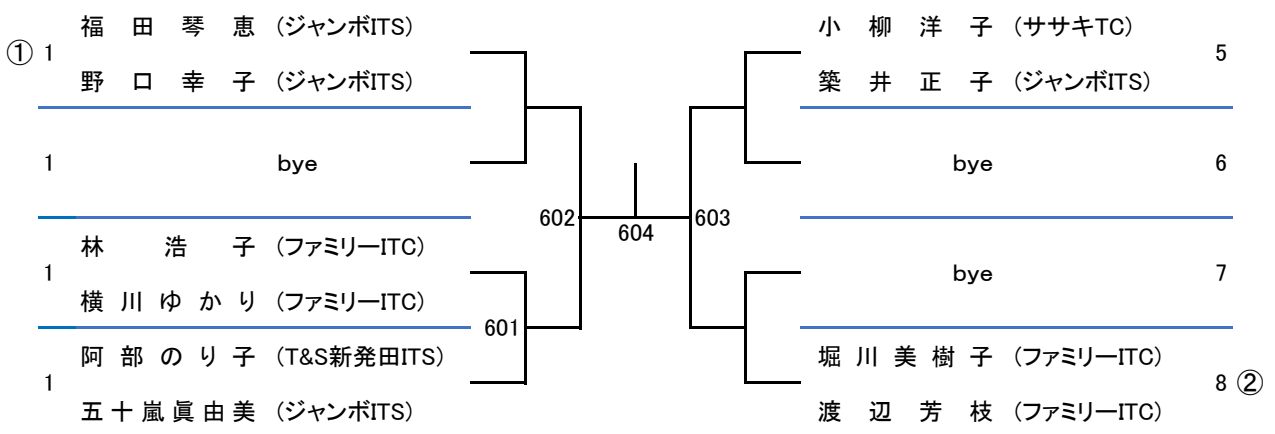 福田琴恵 (ジャンボITS)
① 1
野口幸子 (ジャンボITS)
1 bye
林浩子 (ファミリーITC)
1
横川ゆかり (ファミリーITC)
阿部のり子 (T&S新発田ITS)
1
五十嵐眞由美 (ジャンボITS)
601
602
604
603
小柳洋子 (ササキTC)
5
築井正子 (ジャンボITS)
bye 6
bye 7
堀川美樹子 (ファミリーITC)
8 ②
渡辺芳枝 (ファミリーITC)